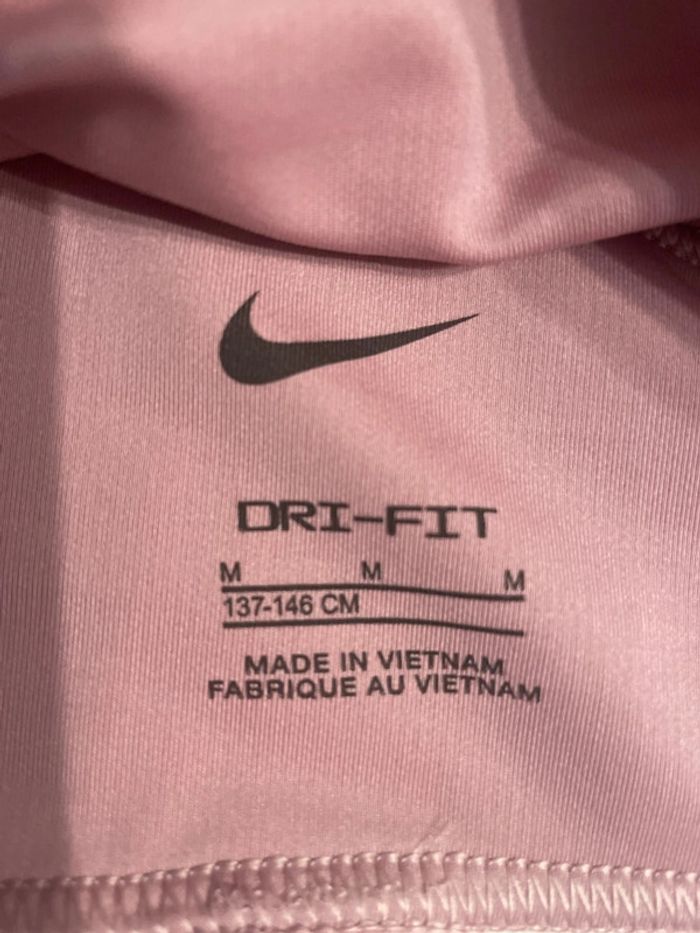 DRI-FIT
M M M
137-146 CM
MADE IN VIETNAM
FABRIQUE AU VIETNAM